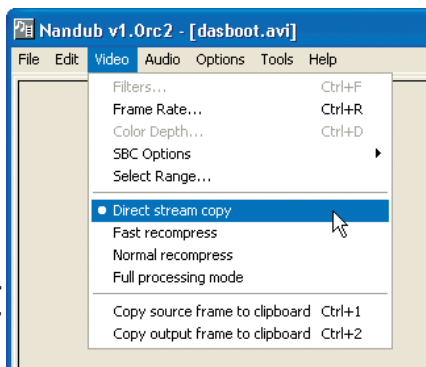 Nandub v1.0rc2 - [dasboot.avi]
File Edit Video Audio Options Tools Help
Filters... Ctrl+F
Frame Rate... Ctrl+R
Color Depth... Ctrl+D
SBC Options
Select Range...
Direct stream copy
Fast recompress
Normal recompress
Full processing mode
Copy source frame to clipboard Ctrl+1
Copy output frame to clipboard Ctrl+2